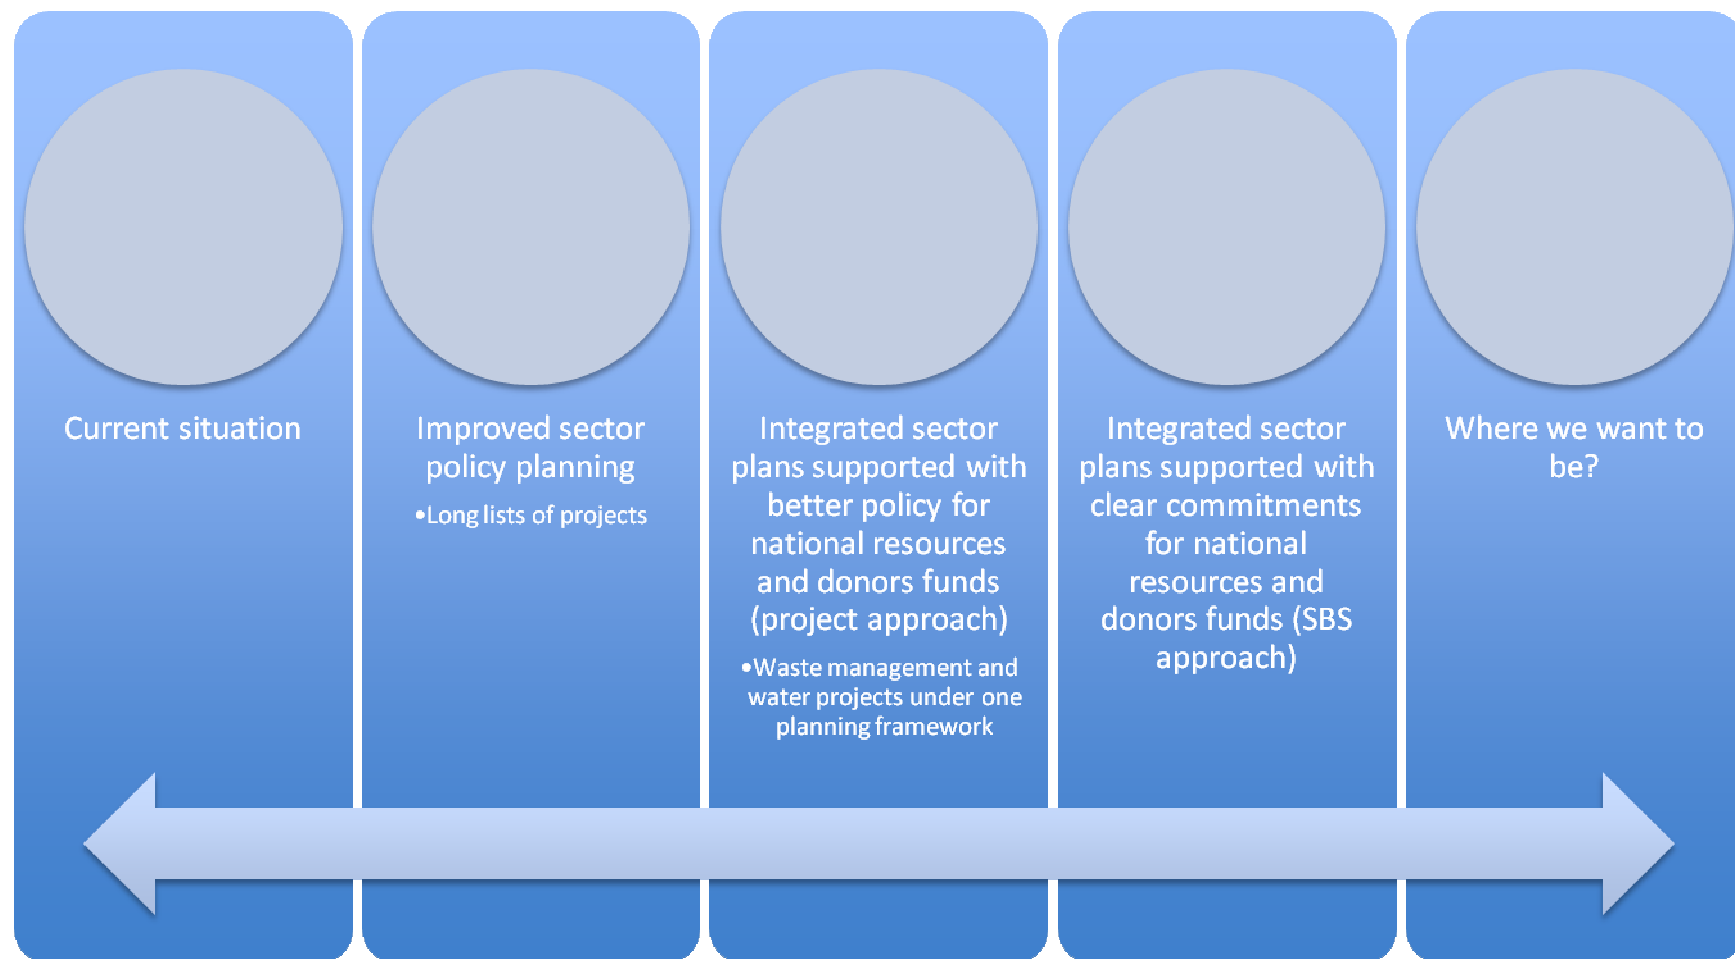 Current situation
Improved sector
policy planning
•Long lists of projects
Integrated sector
plans supported with
better policy for
national resources
and donors funds
(project approach)
•Waste management and
water projects under one
planning framework
Integrated sector
plans supported with
clear commitments
for national
resources and
donors funds (SBS
approach)
Where we want to
be?